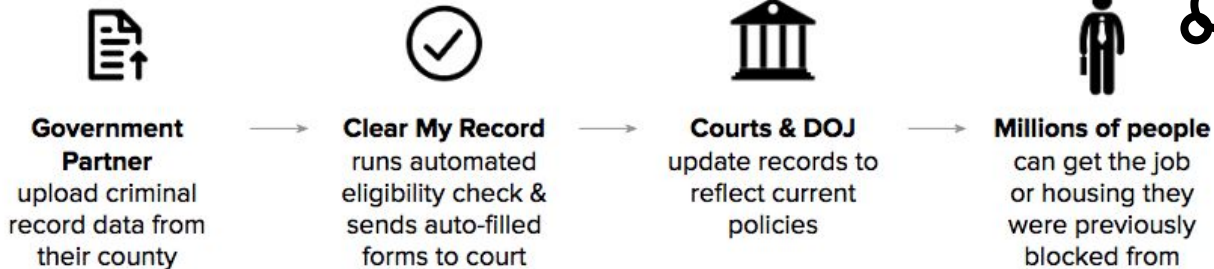 Government
Partner
upload criminal
record data from
their county
Clear My Record
runs automated
eligibility check &
sends auto-filled
forms to court
Courts & DOJ
update records to
reflect current
policies
Millions of people
can get the job
or housing they
were previously
blocked from